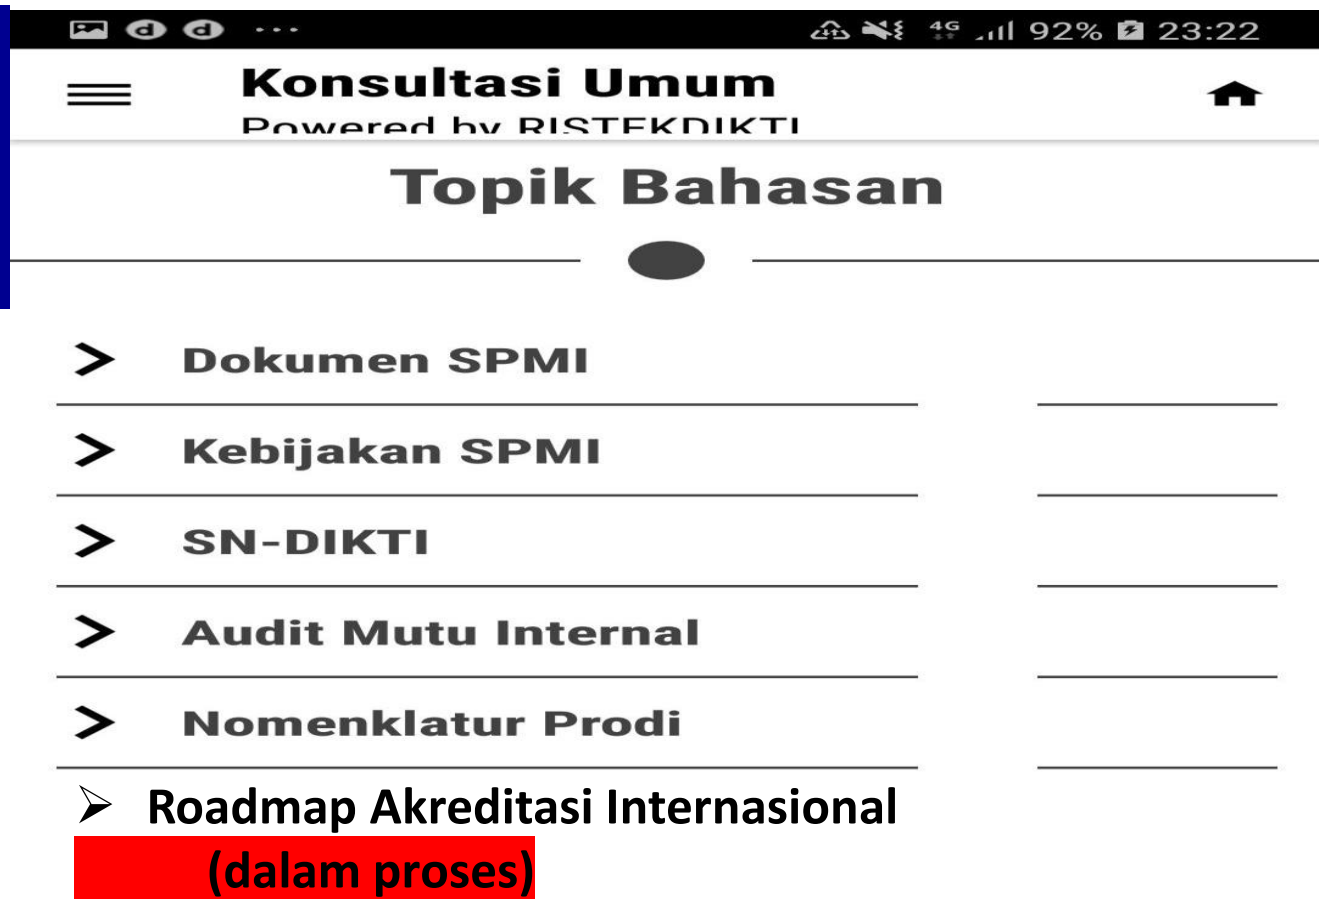 4G 92% 23:22
Konsultasi Umum
Powered by RISTEKDIKTI
Topik Bahasan
> Dokumen SPMI
> Kebijakan SPMI
> SN-DIKTI
> Audit Mutu Internal
> Nomenklatur Prodi
➢ Roadmap Akreditasi Internasional
(dalam proses)